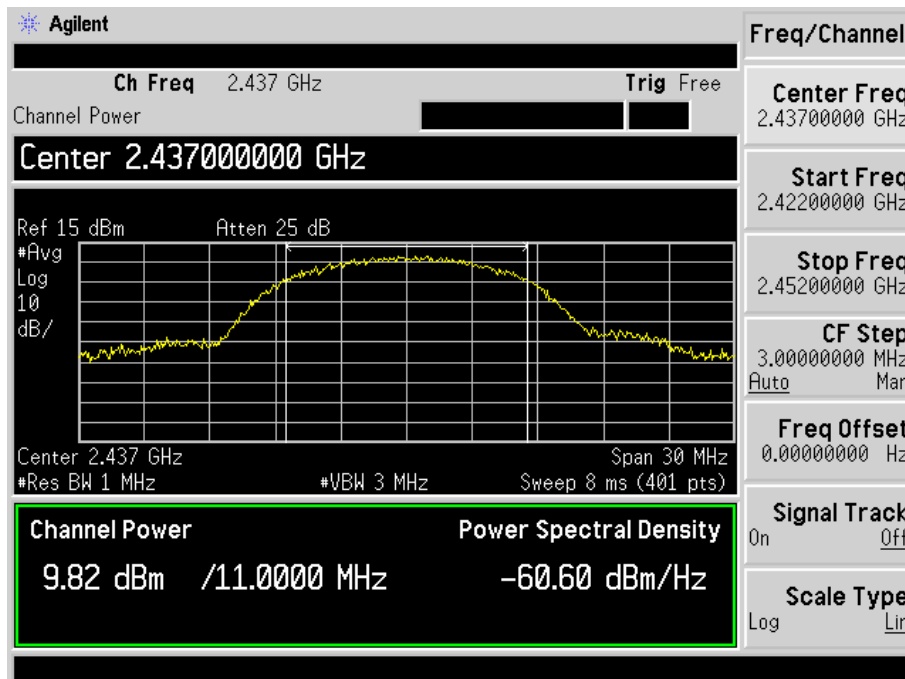 Agilent
Ch Freq 2.437 GHz Trig Free
Channel Power
Center 2.437000000 GHz
Ref 15 dBm Atten 25 dB
#Avg
Log
10
dB/
Center 2.437 GHz Span 30 MHz
#Res BW 1 MHz #VBW 3 MHz Sweep 8 ms (401 pts)
Channel Power Power Spectral Density
9.82 dBm /11.0000 MHz -60.60 dBm/Hz
Freq/Channel
Center Freq
2.43700000 GHz
Start Freq
2.42200000 GHz
Stop Freq
2.45200000 GHz
CF Step
3.00000000 MHz
Auto Man
Freq Offset
0.00000000 Hz
Signal Track
On Off
Scale Type
Log Lin